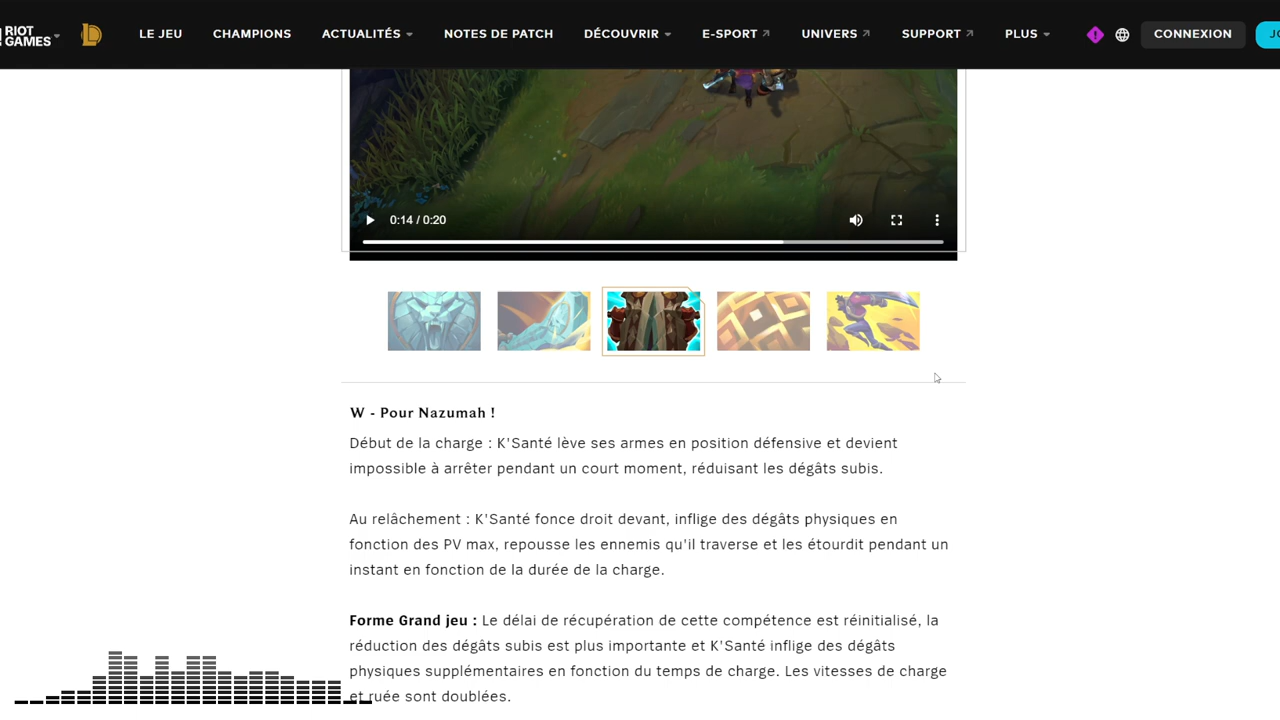 RIOT
GAMES
LE JEU
CHAMPIONS
ACTUALITÉS
NOTES DE PATCH
DÉCOUVRIR
E-SPORT
UNIVERS
SUPPORT
PLUS
CONNEXION
0:14 / 0:20
W - Pour Nazumah !
Début de la charge : K'Santé lève ses armes en position défensive et devient
impossible à arrêter pendant un court moment, réduisant les dégâts subis.
Au relâchement : K'Santé fonce droit devant, inflige des dégâts physiques en
fonction des PV max, repousse les ennemis qu'il traverse et les étourdit pendant un
instant en fonction de la durée de la charge.
Forme Grand jeu : Le délai de récupération de cette compétence est réinitialisé, la
réduction des dégâts subis est plus importante et K'Santé inflige des dégâts
physiques supplémentaires en fonction du temps de charge. Les vitesses de charge
et ruée sont doublées.